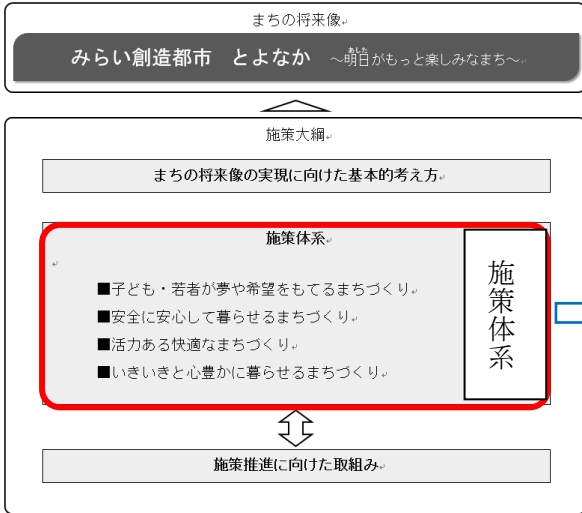 まちの将来像
みらい創造都市　とよなか　～明日がもっと楽しみなまち～
あした
施策大綱
まちの将来像の実現に向けた基本的考え方
施策体系
■子ども・若者が夢や希望をもてるまちづくり
■安全に安心して暮らせるまちづくり
■活力ある快適なまちづくり
■いきいきと心豊かに暮らせるまちづくり
施策体系
施策推進に向けた取組み